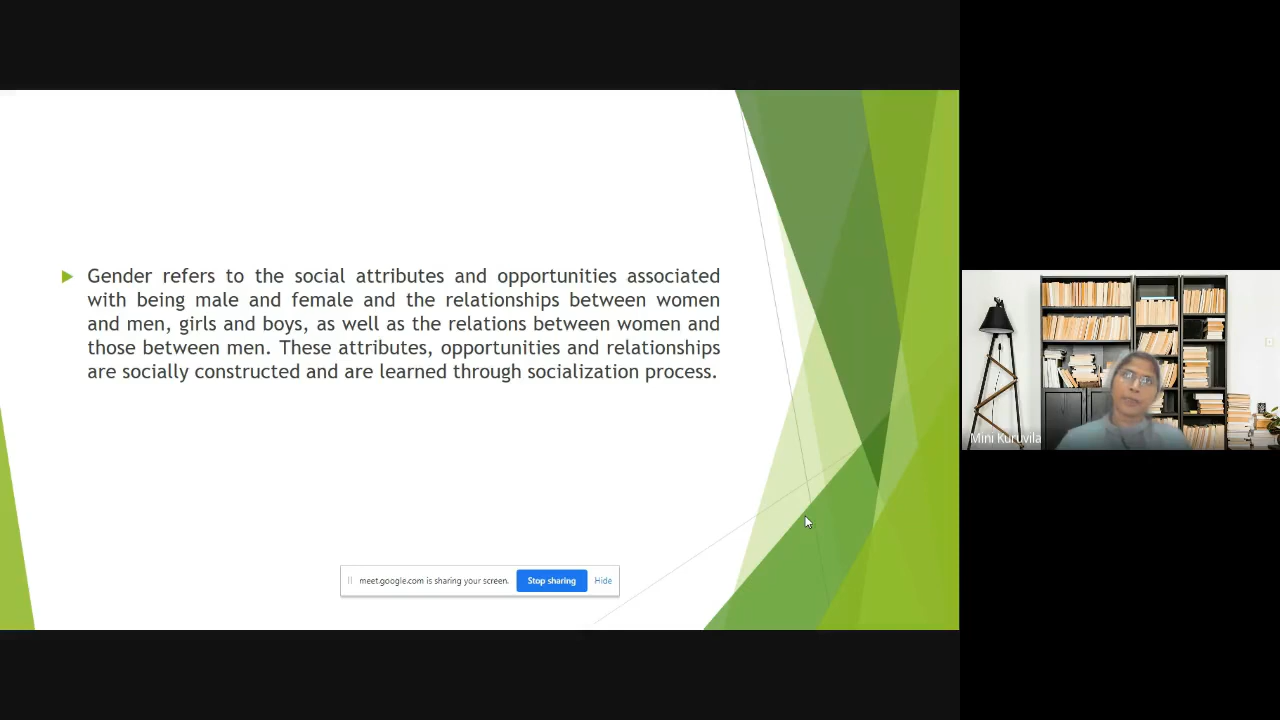 Gender refers to the social attributes and opportunities associated
with being male and female and the relationships between women
and men, girls and boys, as well as the relations between women and
those between men. These attributes, opportunities and relationships
are socially constructed and are learned through socialization process.
meet.google.com is sharing your screen. Stop sharing Hide
Mini Kuruvila